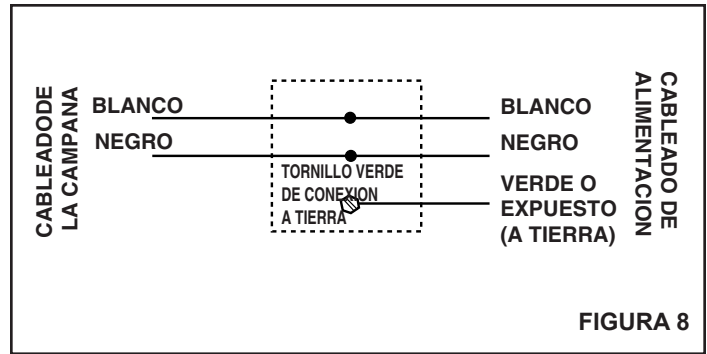 CABLEADODE
LA CAMPANA
BLANCO
NEGRO
TORNILLO VERDE
DE CONEXION
A TIERRA
BLANCO
NEGRO
VERDE O
EXPUESTO
(A TIERRA)
CABLEADO DE
ALIMENTACION
FIGURA 8